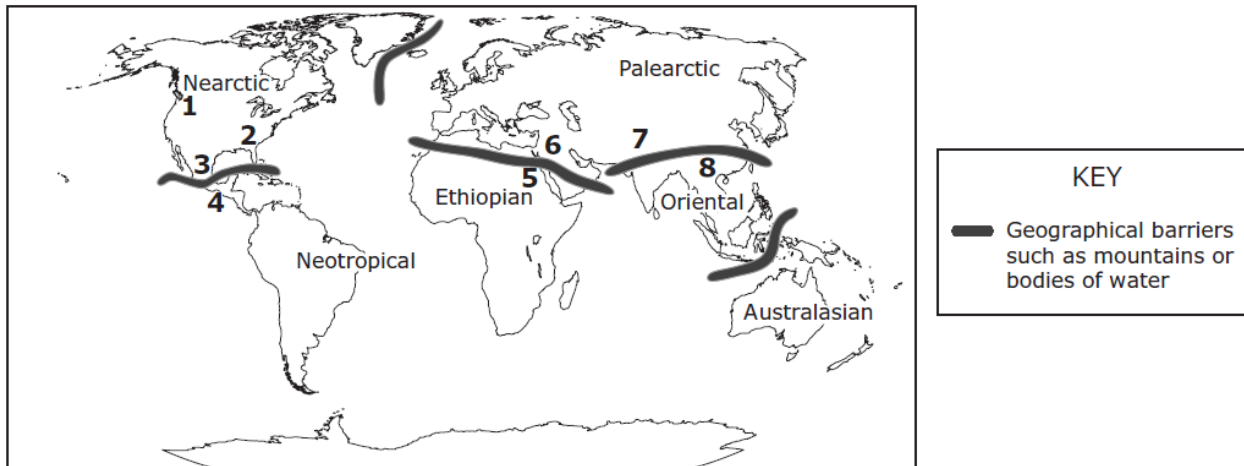 Nearctic
Palearctic
1
2
3
4
5
6
7
8
Ethiopian
Oriental
Neotropical
Australasian
KEY
Geographical barriers
such as mountains or
bodies of water